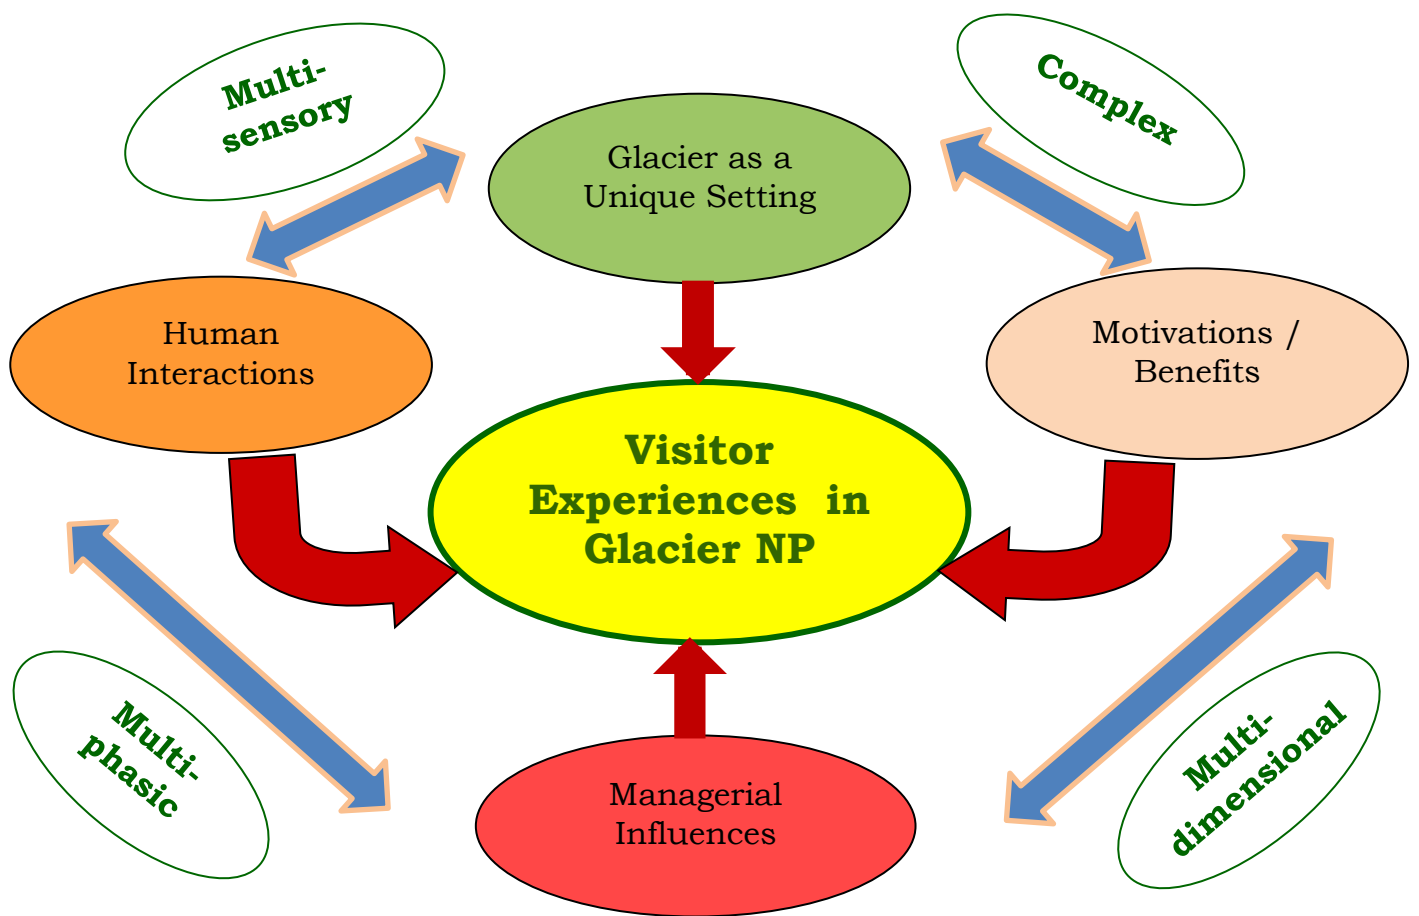 Multi-
sensory
Complex
Glacier as a
Unique Setting
Human
Interactions
Motivations /
Benefits
Visitor
Experiences in
Glacier NP
Multi-
phasic
Multi-
dimensional
Managerial
Influences